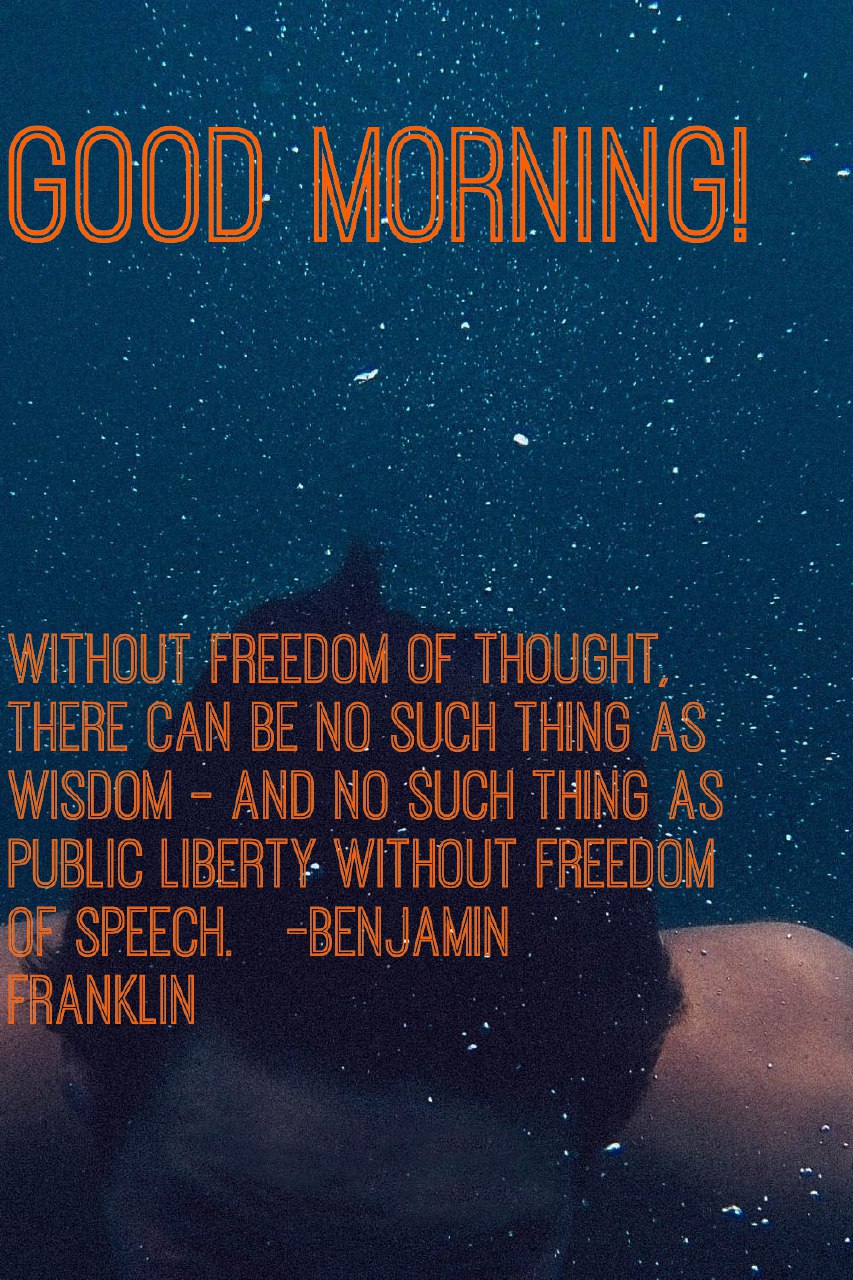 GOOD MORNING!
WITHOUT FREEDOM OF THOUGHT,
THERE CAN BE NO SUCH THING AS
WISDOM - AND NO SUCH THING AS
PUBLIC LIBERTY WITHOUT FREEDOM
OF SPEECH. -BENJAMIN
FRANKLIN